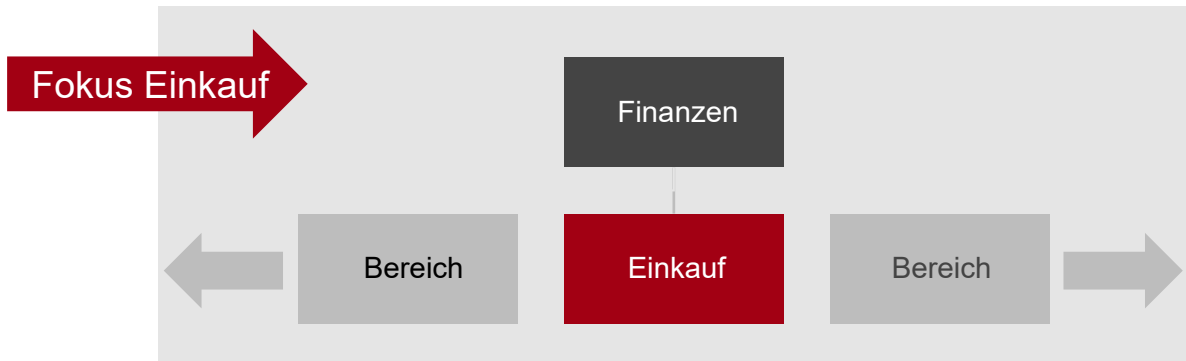 Fokus Einkauf
Finanzen
Bereich
Einkauf
Bereich